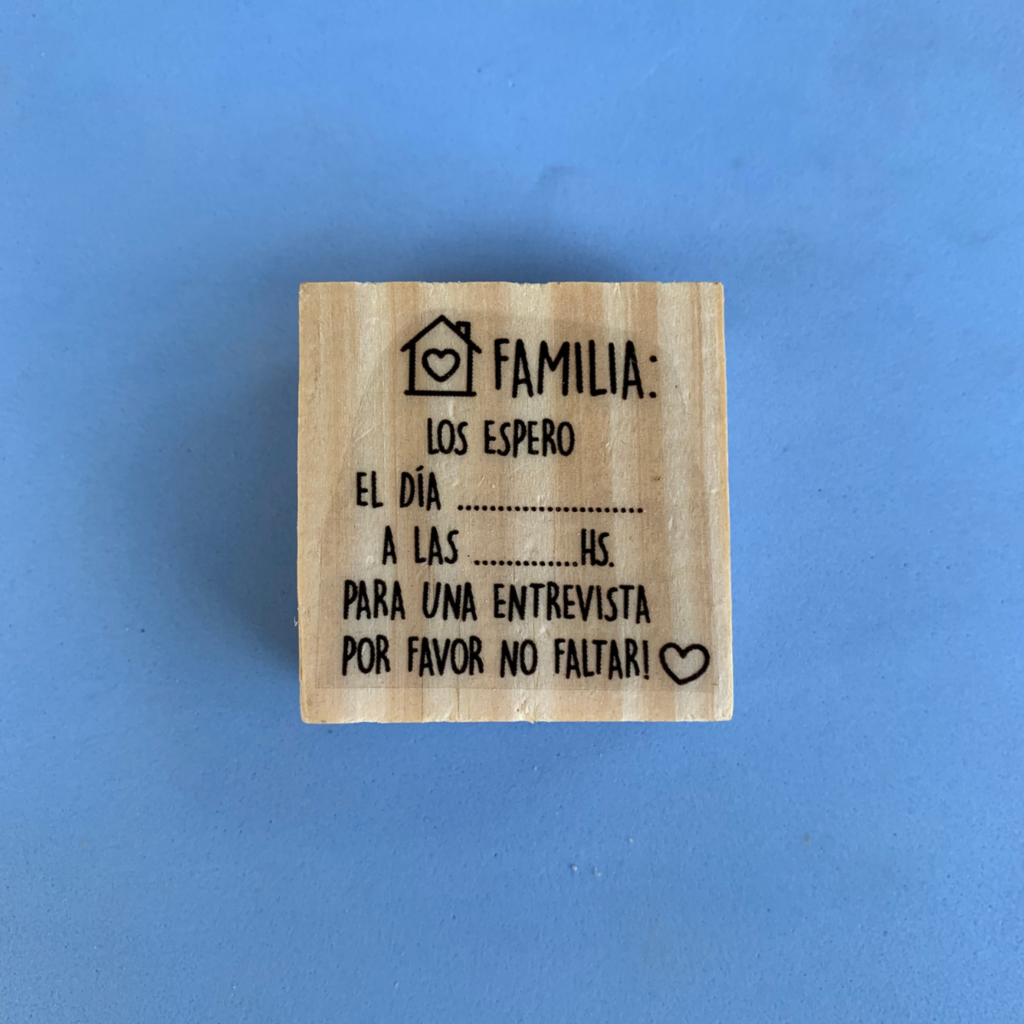 FAMILIA:
LOS ESPERO
EL DÍA .......................
A LAS .............HS.
PARA UNA ENTREVISTA
POR FAVOR NO FALTAR!